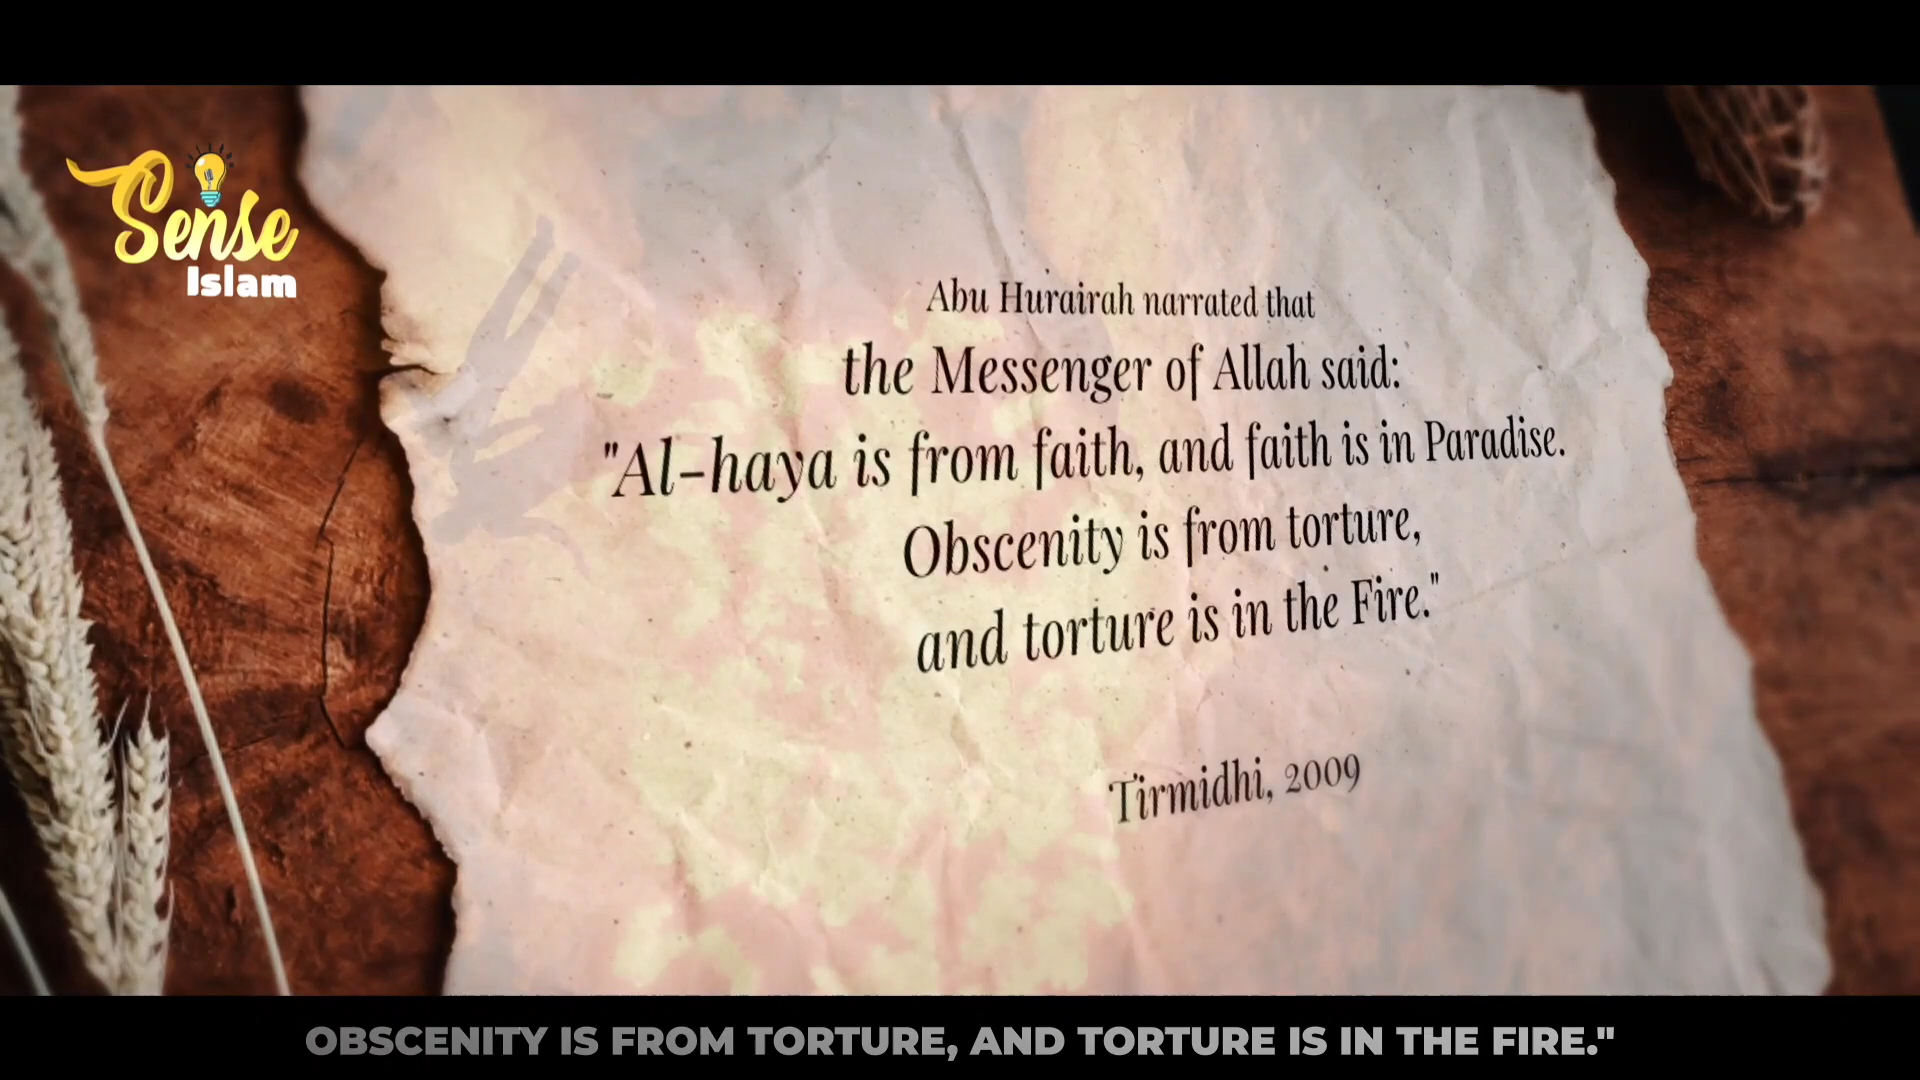 Sense
Islam
Abu Hurairah narrated that
the Messenger of Allah said:
"Al-haya is from faith, and faith is in Paradise.
Obscenity is from torture,
and torture is in the Fire."
Tirmidhi, 2009
OBSCENITY IS FROM TORTURE, AND TORTURE IS IN THE FIRE."